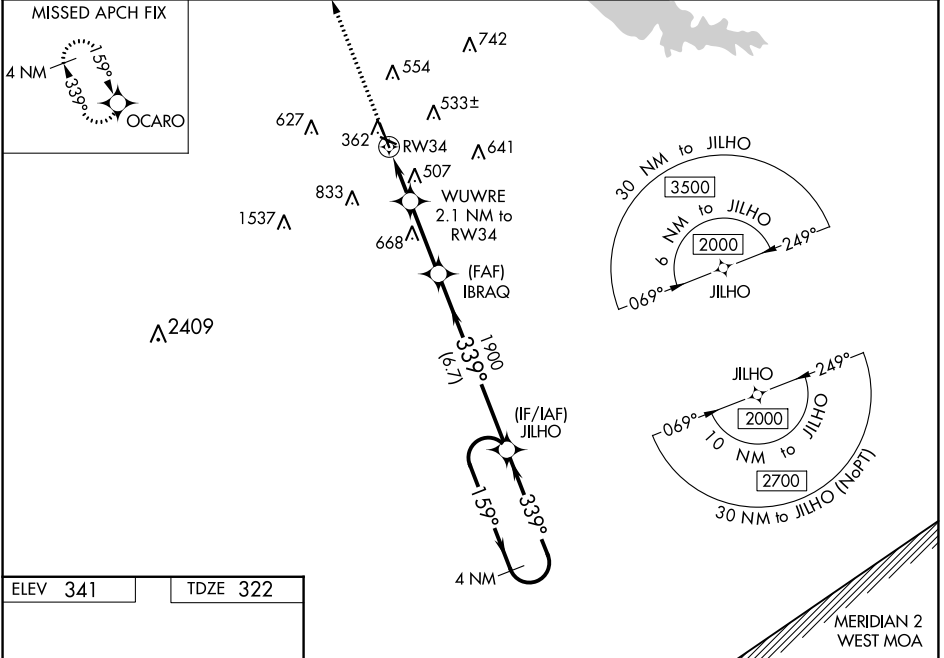 MISSED APCH FIX
4 NM
159°
339°
OCARO
742
554
533±
627
362
RW34
641
507
833
WUWRE
2.1 NM to
RW34
1537
668
(FAF)
IBRAQ
2409
339°
1900
(6.7)
(IF/IAF)
JILHO
159°
339°
4 NM
30 NM to JILHO
3500
6 NM to JILHO
2000
249°
069°
JILHO
JILHO
249°
069°
2000
10 NM to JILHO
2700
30 NM to JILHO (NoPT)
MERIDIAN 2
WEST MOA
ELEV 341
TDZE 322